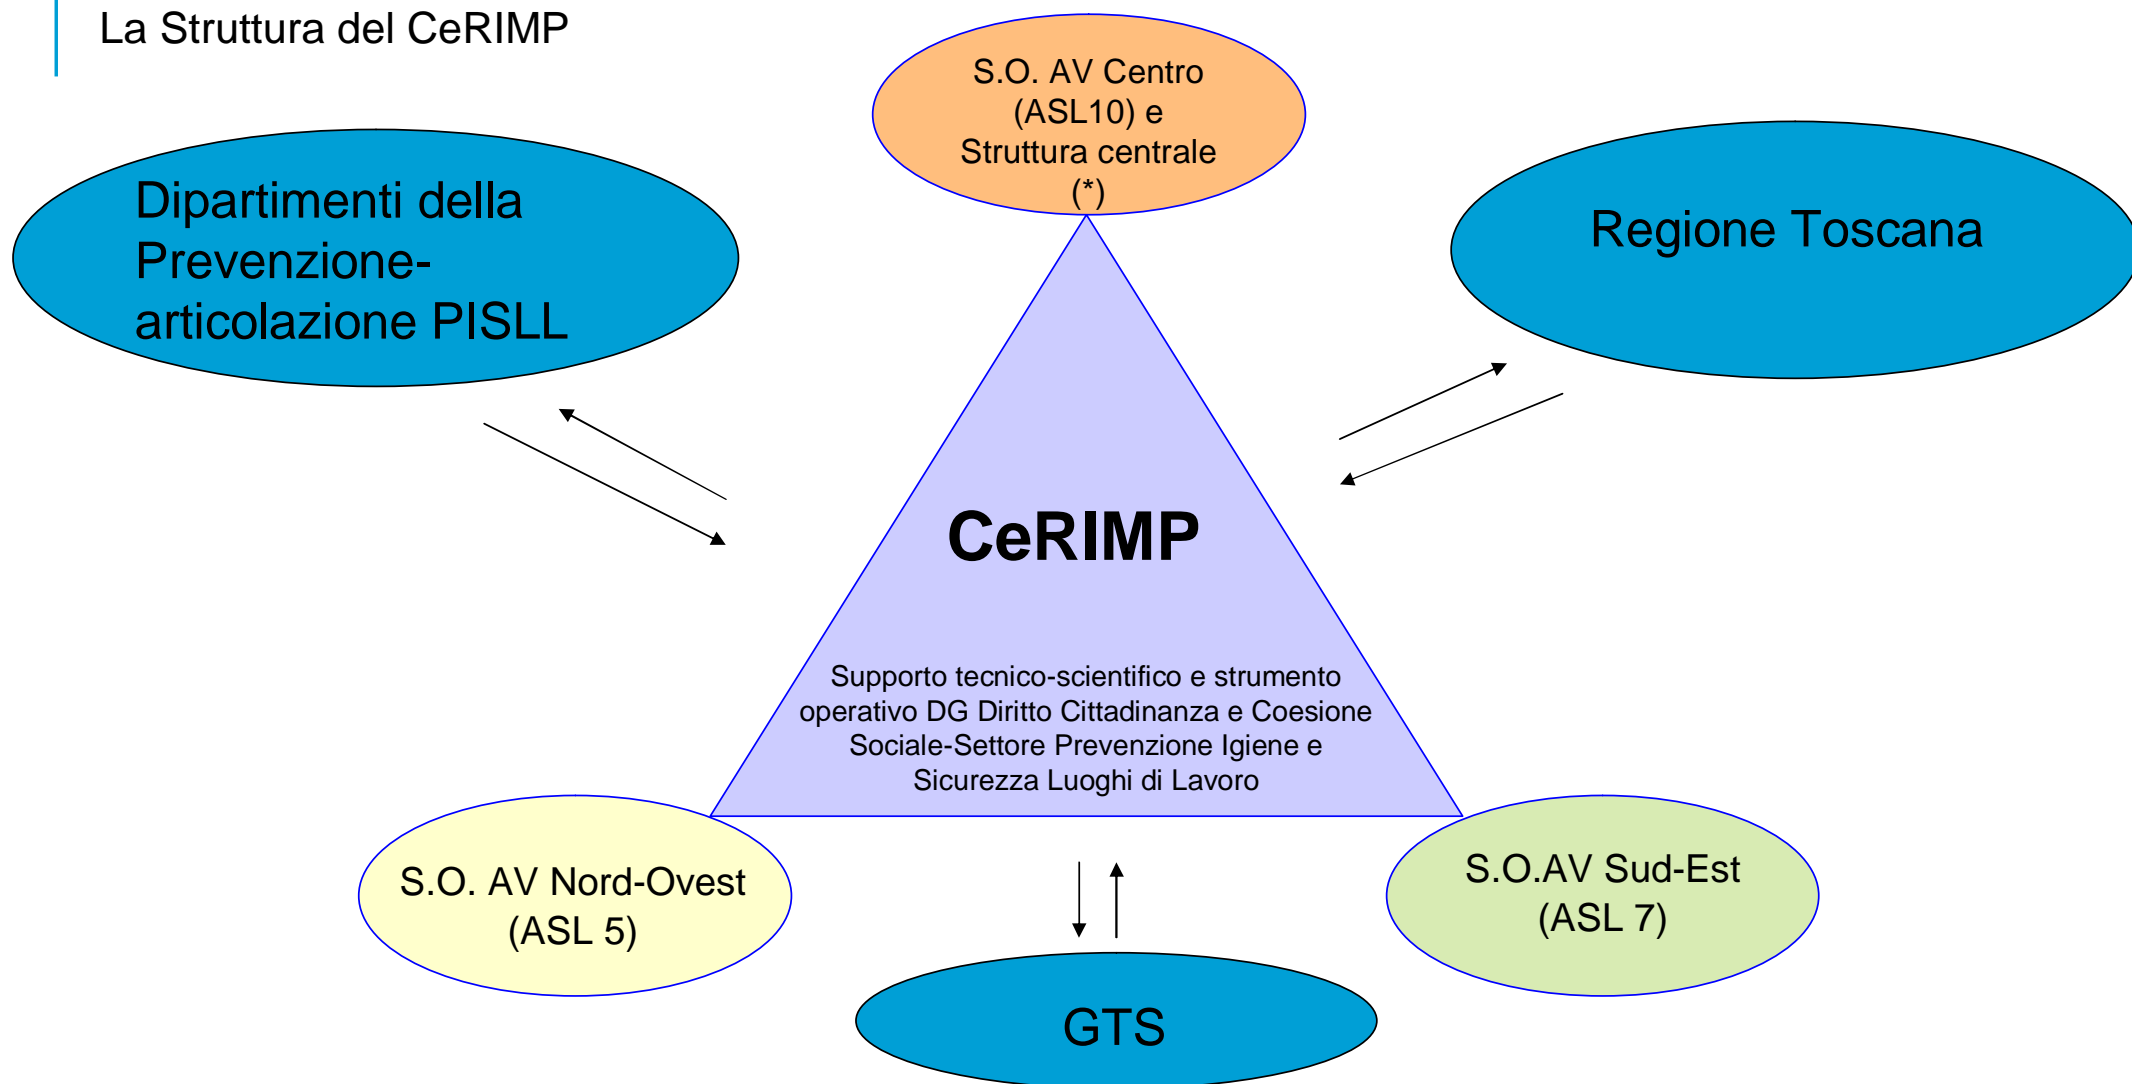 La Struttura del CeRIMP
S.O. AV Centro
(ASL10) e
Struttura centrale
(*)
Dipartimenti della
Prevenzione-
articolazione PISLL
Regione Toscana
CeRIMP
Supporto tecnico-scientifico e strumento
operativo DG Diritto Cittadinanza e Coesione
Sociale-Settore Prevenzione Igiene e
Sicurezza Luoghi di Lavoro
S.O. AV Nord-Ovest
(ASL 5)
S.O.AV Sud-Est
(ASL 7)
GTS